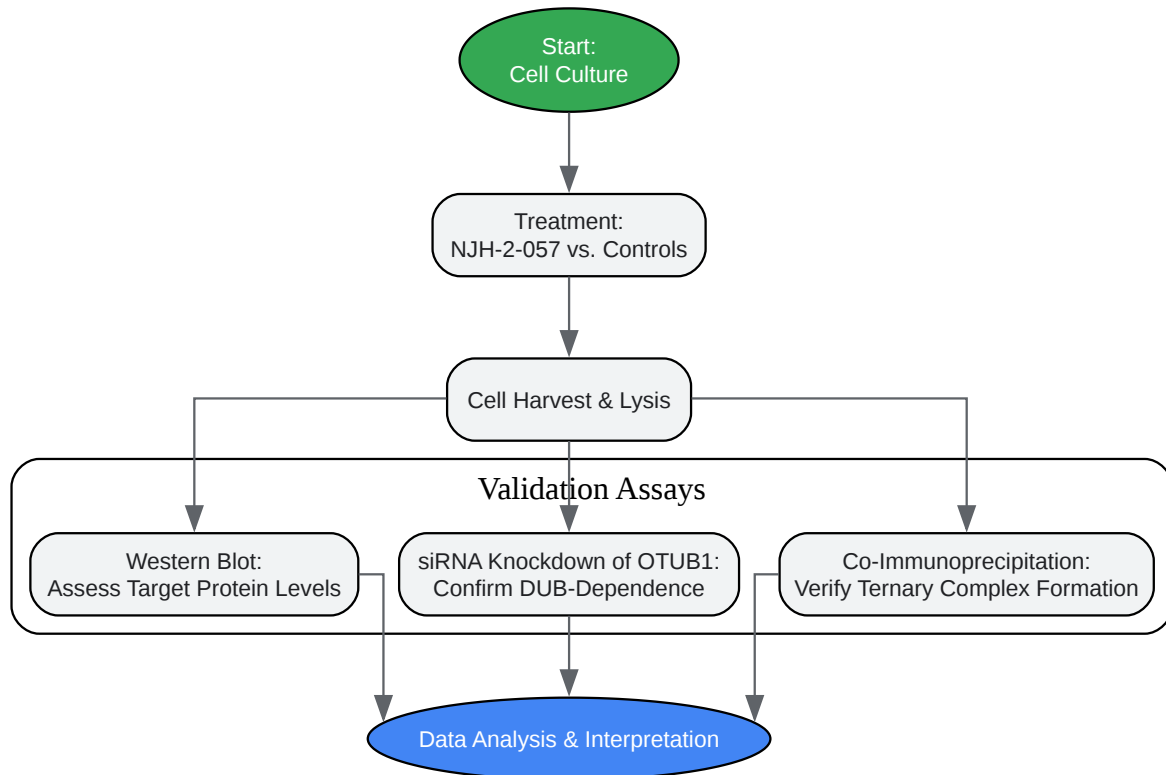 Start:
Cell Culture
Treatment:
NJH-2-057 vs. Controls
Cell Harvest & Lysis
Validation Assays
Western Blot:
Assess Target Protein Levels
siRNA Knockdown of OTUB1:
Confirm DUB-Dependence
Co-Immunoprecipitation:
Verify Ternary Complex Formation
Data Analysis & Interpretation